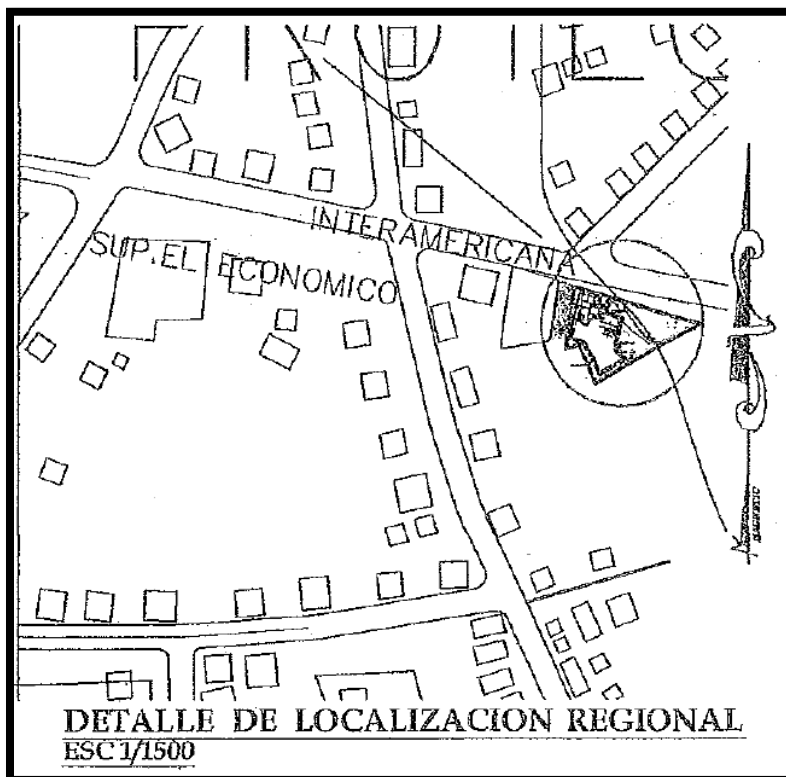 INTERAMERICANA
SUP. EL ECONOMICO
DETALLE DE LOCALIZACION REGIONAL
ESC 1/1500